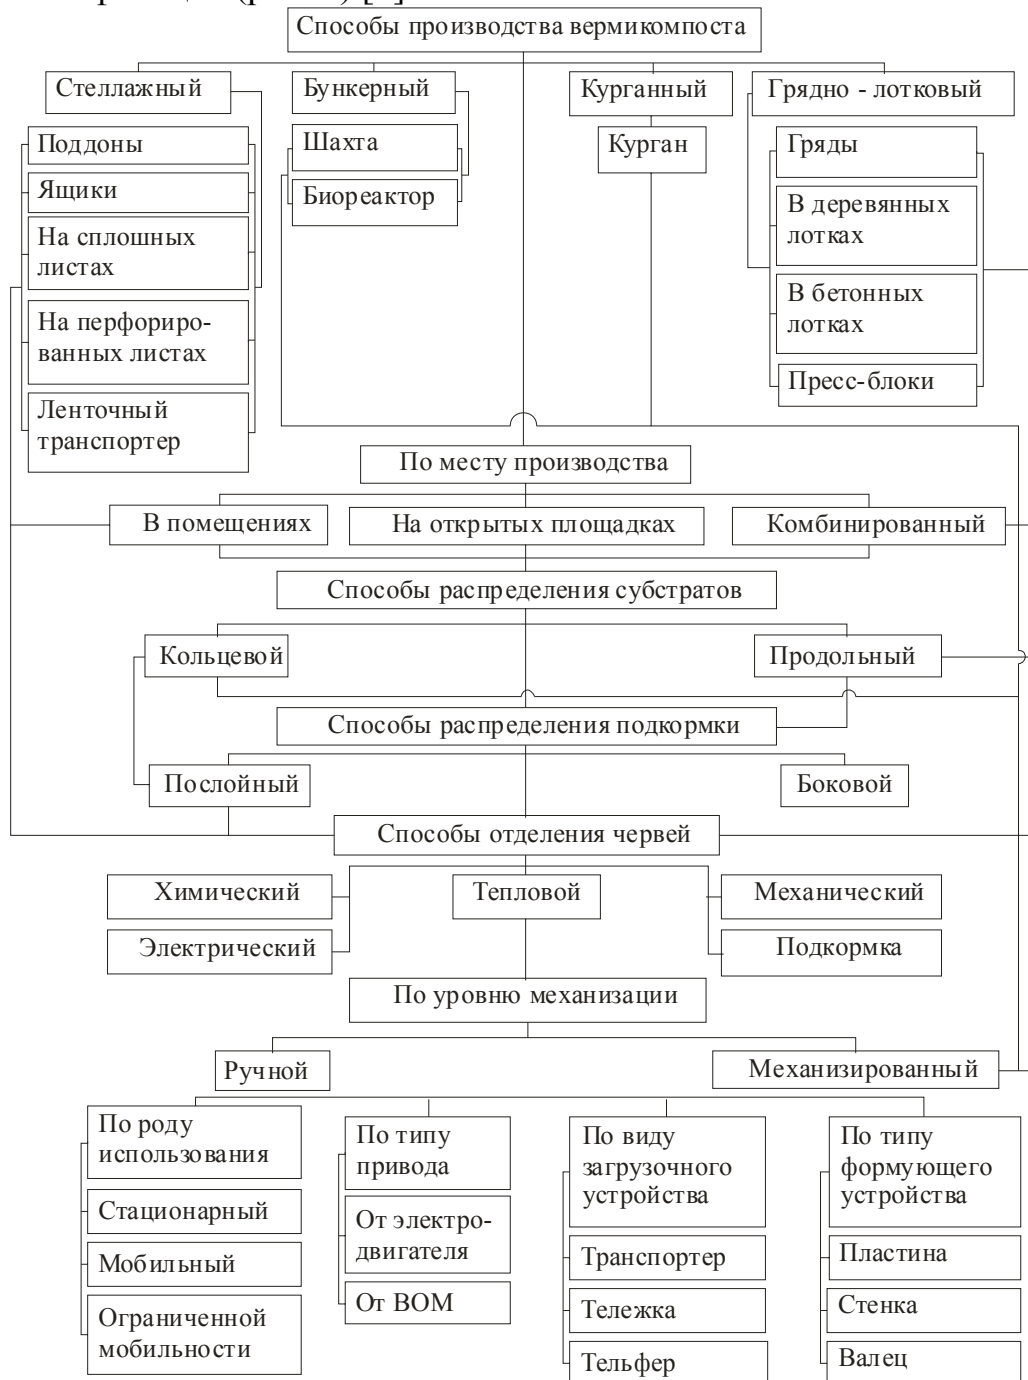 Способы производства вермикомпоста
Стеллажный
Бункерный
Курганный
Грядно - лотковый
Поддоны
Ящики
На сплошных
листах
На перфориро-
ванных листах
Ленточный
транспортер
Шахта
Биореактор
Курган
Гряды
В деревянных
лотках
В бетонных
лотках
Пресс-блоки
По месту производства
В помещениях
На открытых площадках
Комбинированный
Способы распределения субстратов
Кольцевой
Продольный
Способы распределения подкормки
Послойный
Боковой
Способы отделения червей
Химический
Тепловой
Механический
Электрический
Подкормка
По уровню механизации
Ручной
Механизированный
По роду
использования
Стационарный
Мобильный
Ограниченной
мобильности
По типу
привода
От электро-
двигателя
От ВОМ
По виду
загрузочного
устройства
Транспортер
Тележка
Тельфер
По типу
формующего
устройства
Пластина
Стенка
Валец